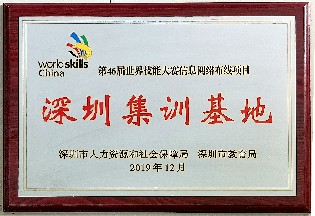 worldskills
China
第46届世界技能大赛信息网络布线项目
深圳集训基地
深圳市人力资源和社会保障局 深圳市教育局
2019年12月